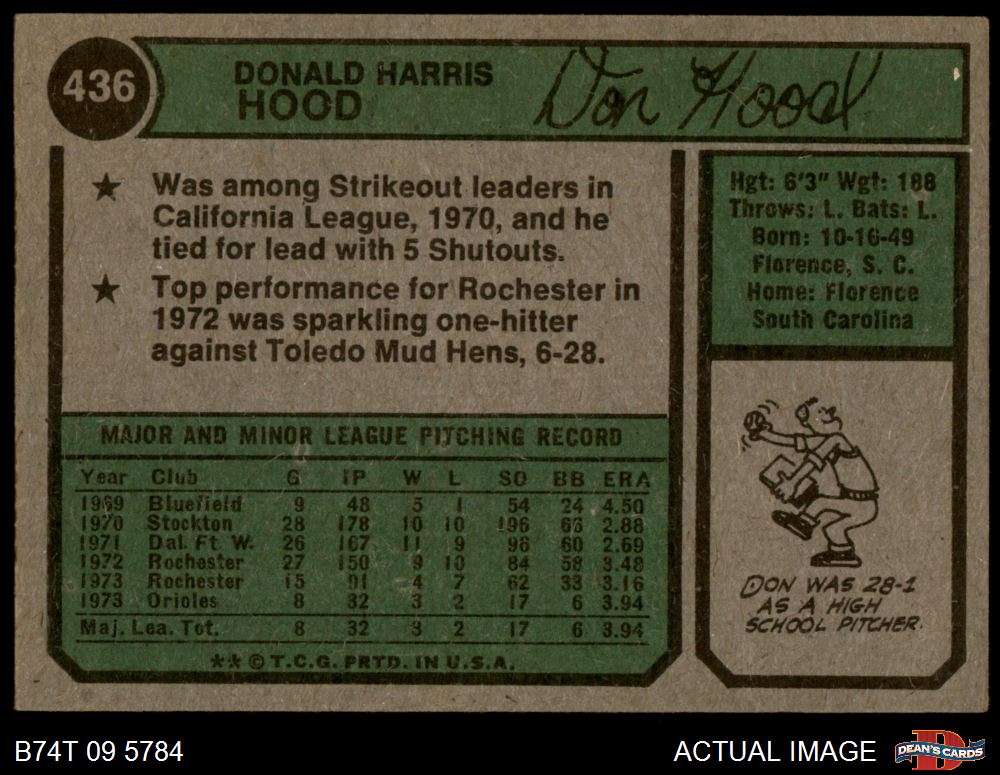 436
DONALD HARRIS
HOOD
Don Hood
★ Was among Strikeout leaders in
California League, 1970, and he
tied for lead with 5 Shutouts.
★ Top performance for Rochester in
1972 was sparkling one-hitter
against Toledo Mud Hens, 6-28.
Hgt: 6'3" Wgt: 188
Throws: L. Bats: L.
Born: 10-16-49
Florence, S. C.
Home: Florence
South Carolina
MAJOR AND MINOR LEAGUE PITCHING RECORD
Year Club G IP W L SO BB ERA
1969 Bluefield 9 48 5 1 54 24 4.50
1970 Stockton 28 178 10 10 196 63 2.88
1971 Dal. Ft. W. 26 167 11 9 96 60 2.69
1972 Rochester 27 150 9 10 84 58 3.48
1973 Rochester 15 91 4 7 62 33 3.16
1973 Orioles 8 32 3 2 17 6 3.94
Maj. Lea. Tot. 8 32 3 2 17 6 3.94
** © T.C.G. PRTD. IN U.S.A.
DON WAS 28-1
AS A HIGH
SCHOOL PITCHER.
B74T 09 5784
ACTUAL IMAGE
D
DEAN'S CARDS